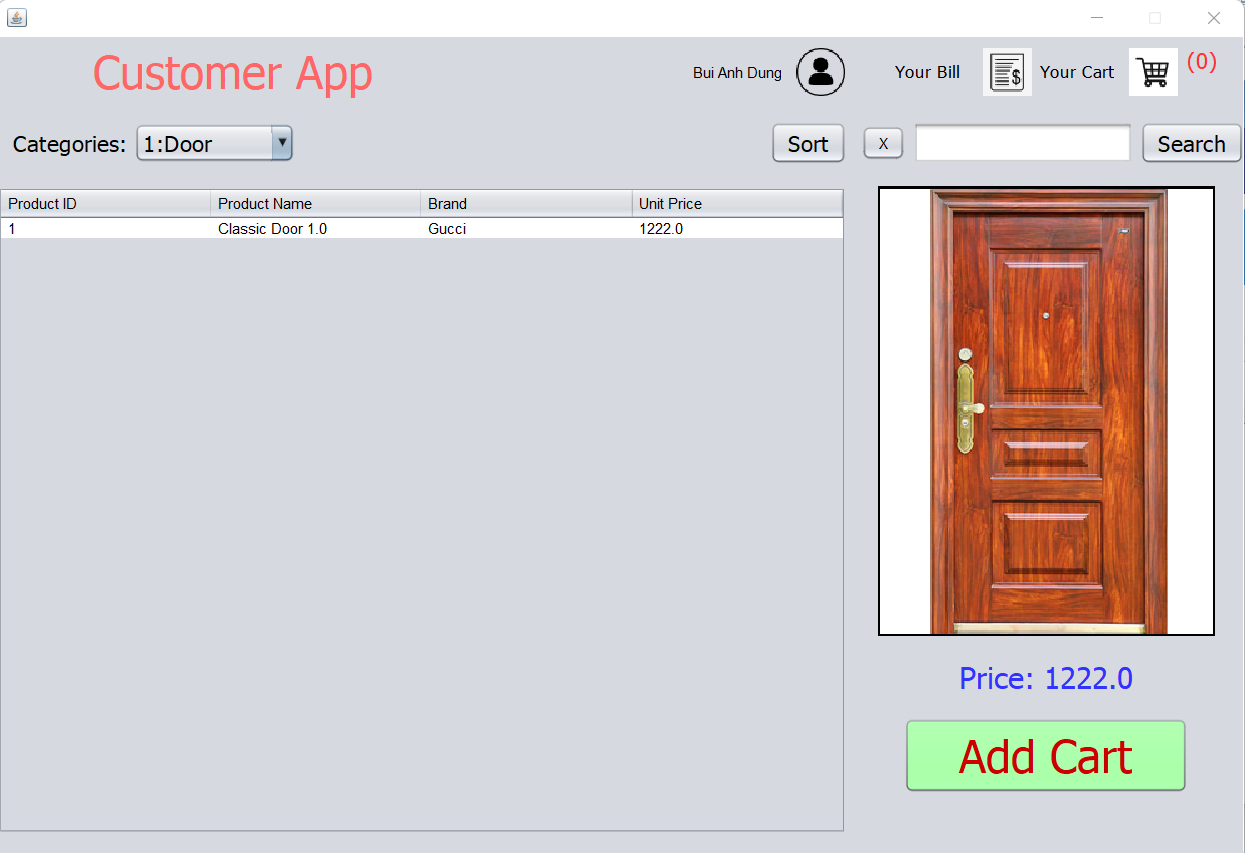 Customer App
Bui Anh Dung
Your Bill
$
Your Cart
(0)
Categories: 1:Door
Sort
X
Search
Product ID Product Name Brand Unit Price
1 Classic Door 1.0 Gucci 1222.0
Price: 1222.0
Add Cart